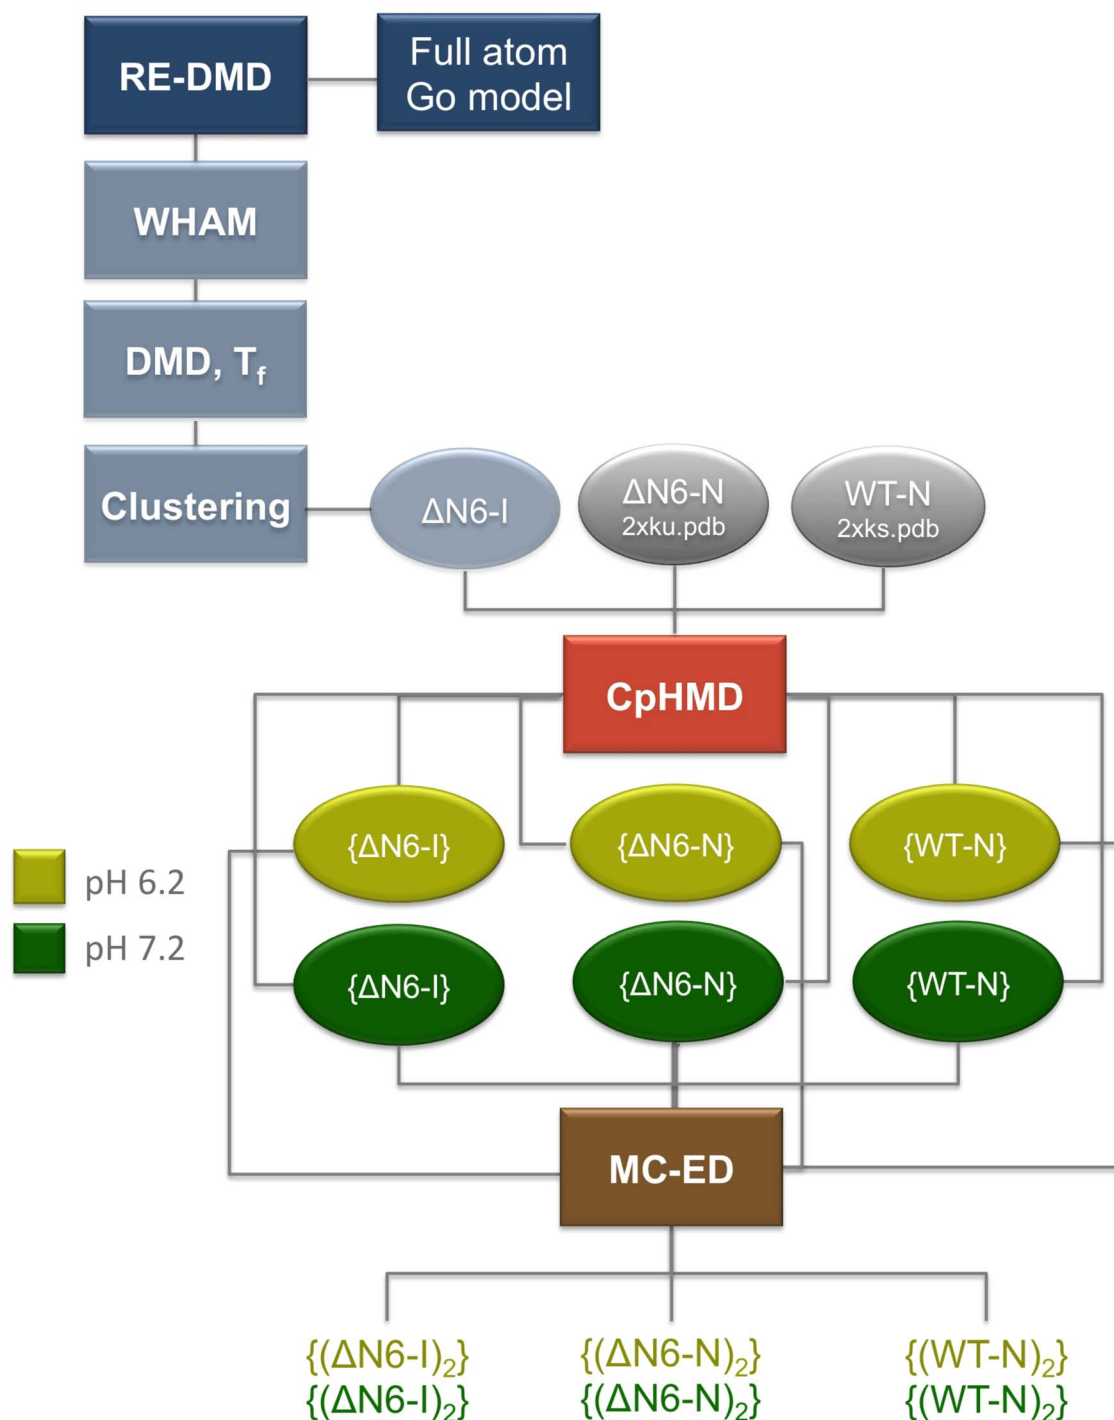 RE-DMD
Full atom
Go model
WHAM
DMD, T_f
Clustering
ΔN6-I
ΔN6-N
2xku.pdb
WT-N
2xks.pdb
CpHMD
{ΔN6-I}
{ΔN6-N}
{WT-N}
pH 6.2
pH 7.2
{ΔN6-I}
{ΔN6-N}
{WT-N}
MC-ED
{(ΔN6-I)₂}
{(ΔN6-N)₂}
{(WT-N)₂}
{(ΔN6-I)₂}
{(ΔN6-N)₂}
{(WT-N)₂}